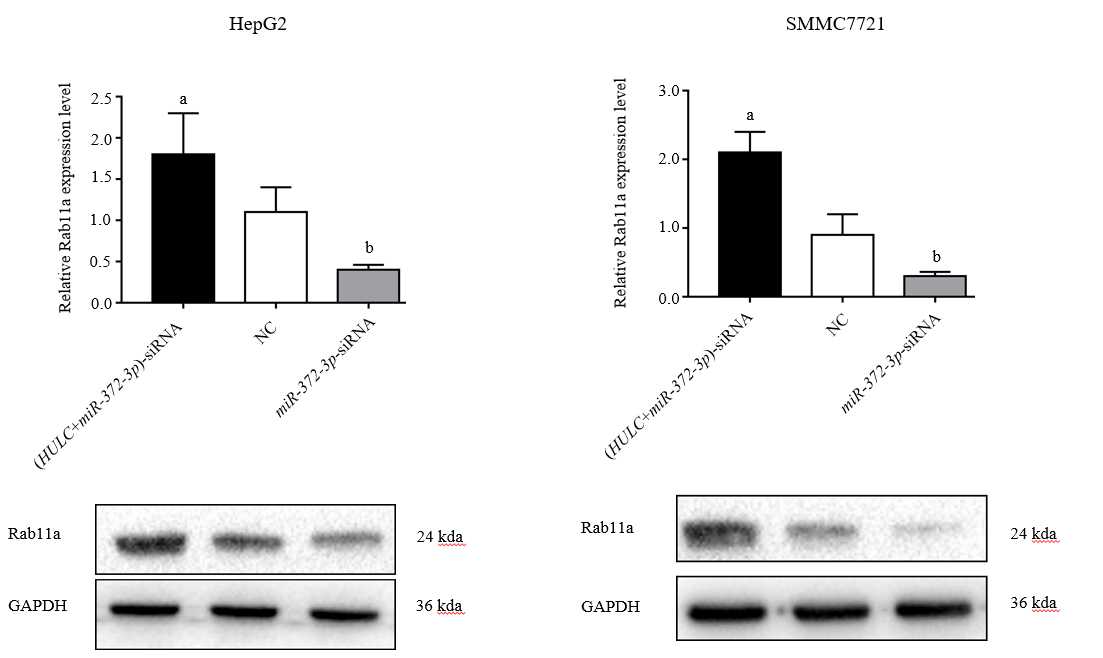 HepG2
Relative Rab11a expression level
2.5
2.0
1.5
1.0
0.5
0.0
a
b
(HULC+miR-372-3p)-siRNA
NC
miR-372-3p-siRNA
Rab11a
24 kda
GAPDH
36 kda
SMMC7721
Relative Rab11a expression level
3.0
2.0
1.0
0.0
a
b
(HULC+miR-372-3p)-siRNA
NC
miR-372-3p-siRNA
Rab11a
24 kda
GAPDH
36 kda